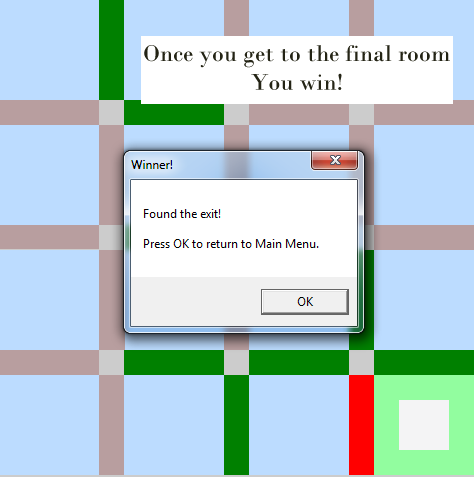 Once you get to the final room
You win!
Winner!
Found the exit!
Press OK to return to Main Menu.
OK